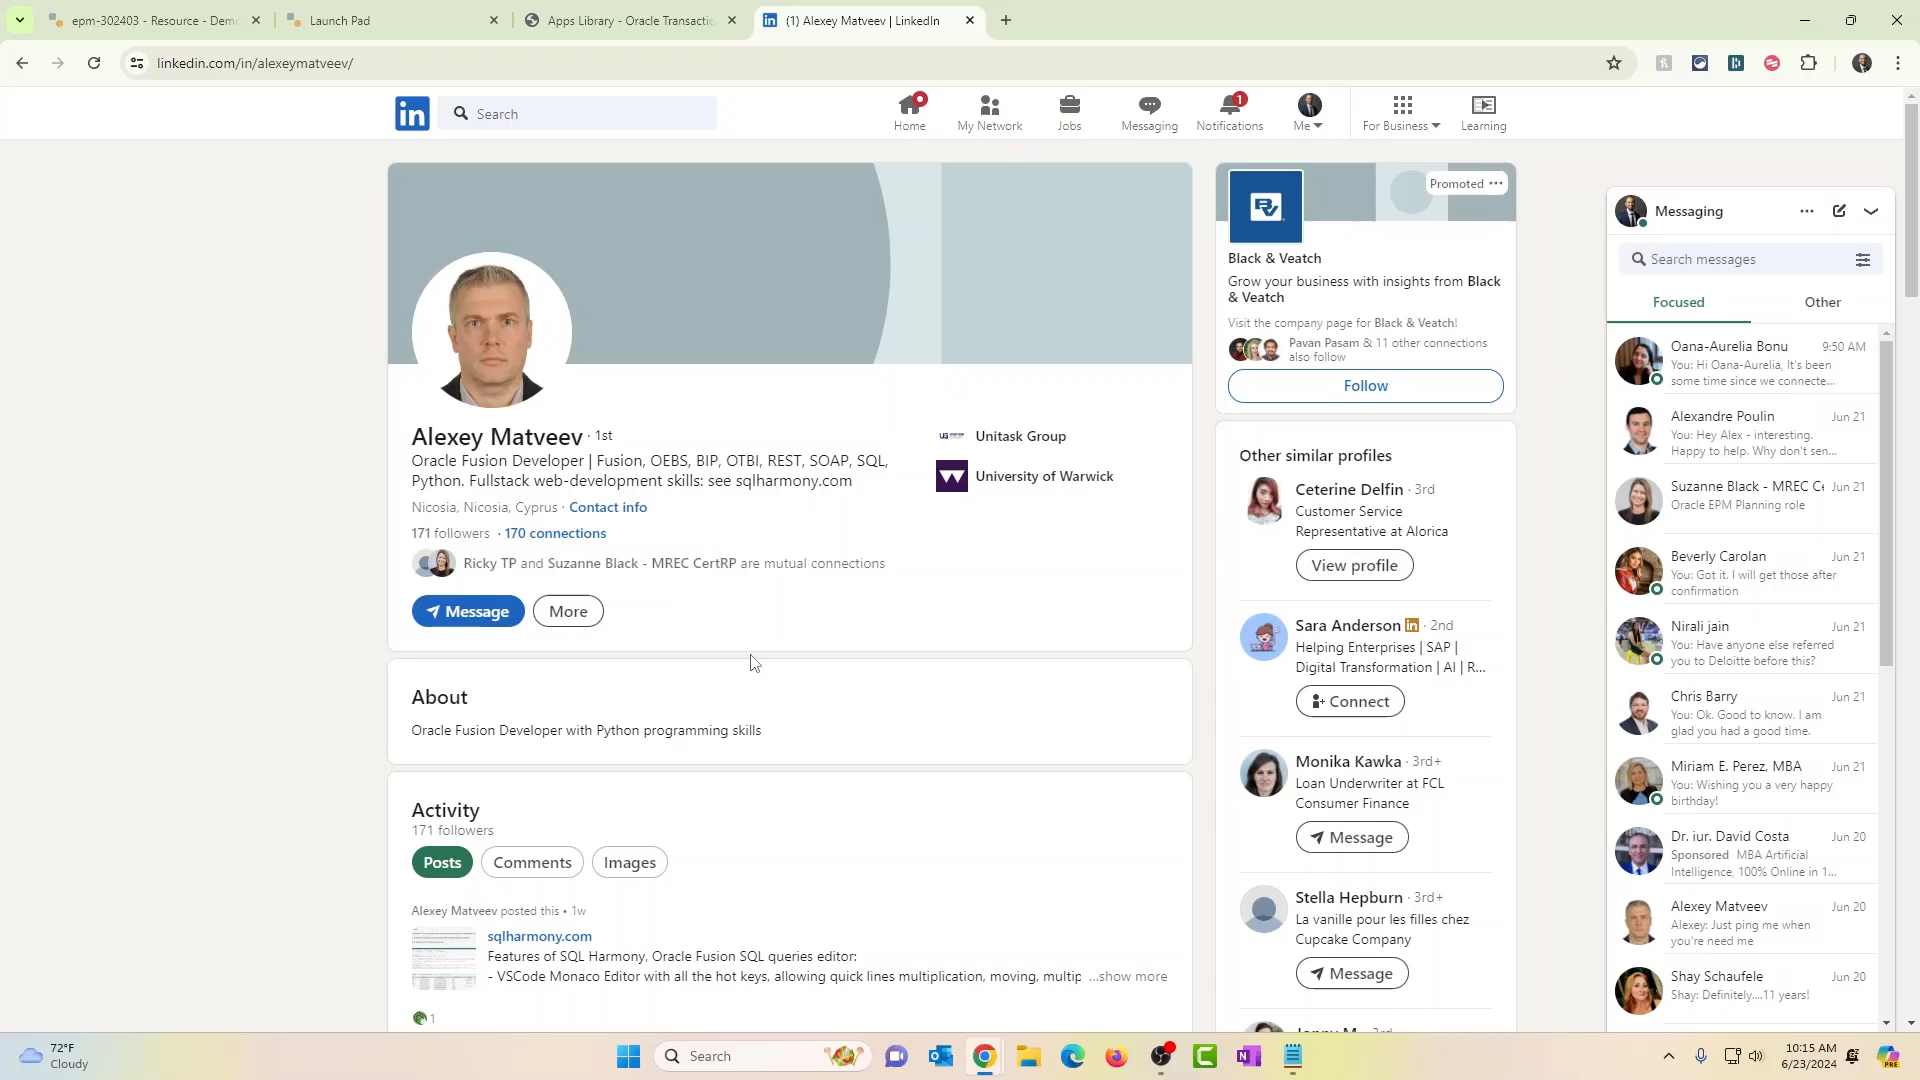 epm-302403 - Resource - Dem
Launch Pad
Apps Library - Oracle Transactio
(1) Alexey Matveev | LinkedIn
linkedin.com/in/alexeymatveev/
in
Search
Home
My Network
Jobs
Messaging
1
Notifications
Me
For Business
Learning
Alexey Matveev · 1st
Oracle Fusion Developer | Fusion, OEBS, BIP, OTBI, REST, SOAP, SQL,
Python. Fullstack web-development skills: see sqlharmony.com
Nicosia, Nicosia, Cyprus · Contact info
171 followers · 170 connections
Ricky TP and Suzanne Black - MREC CertRP are mutual connections
Message
More
Unitask Group
University of Warwick
About
Oracle Fusion Developer with Python programming skills
Activity
171 followers
Posts
Comments
Images
Alexey Matveev posted this • 1w
sqlharmony.com
Features of SQL Harmony, Oracle Fusion SQL queries editor:
- VSCode Monaco Editor with all the hot keys, allowing quick lines multiplication, moving, multip ...show more
1
Promoted
Black & Veatch
Grow your business with insights from Black
& Veatch
Visit the company page for Black & Veatch!
Pavan Pasam & 11 other connections
also follow
Follow
Other similar profiles
Ceterine Delfin · 3rd
Customer Service
Representative at Alorica
View profile
Sara Anderson in · 2nd
Helping Enterprises | SAP |
Digital Transformation | AI | R...
Connect
Monika Kawka · 3rd+
Loan Underwriter at FCL
Consumer Finance
Message
Stella Hepburn · 3rd+
La vanille pour les filles chez
Cupcake Company
Message
Messaging
Search messages
Focused
Other
Oana-Aurelia Bonu 9:50 AM
You: Hi Oana-Aurelia, It's been
some time since we connecte...
Alexandre Poulin Jun 21
You: Hey Alex - interesting.
Happy to help. Why don't sen...
Suzanne Black - MREC Ce Jun 21
Oracle EPM Planning role
Beverly Carolan Jun 21
You: Got it. I will get those after
confirmation
Nirali jain Jun 21
You: Have anyone else referred
you to Deloitte before this?
Chris Barry Jun 21
You: Ok. Good to know. I am
glad you had a good time.
Miriam E. Perez, MBA Jun 21
You: Wishing you a very happy
birthday!
Dr. iur. David Costa Jun 20
Sponsored MBA Artificial
Intelligence, 100% Online in 1...
Alexey Matveev Jun 20
Alexey: Just ping me when
you're need me
Shay Schaufele Jun 20
Shay: Definitely....11 years!
72°F
Cloudy
Search
10:15 AM
6/23/2024